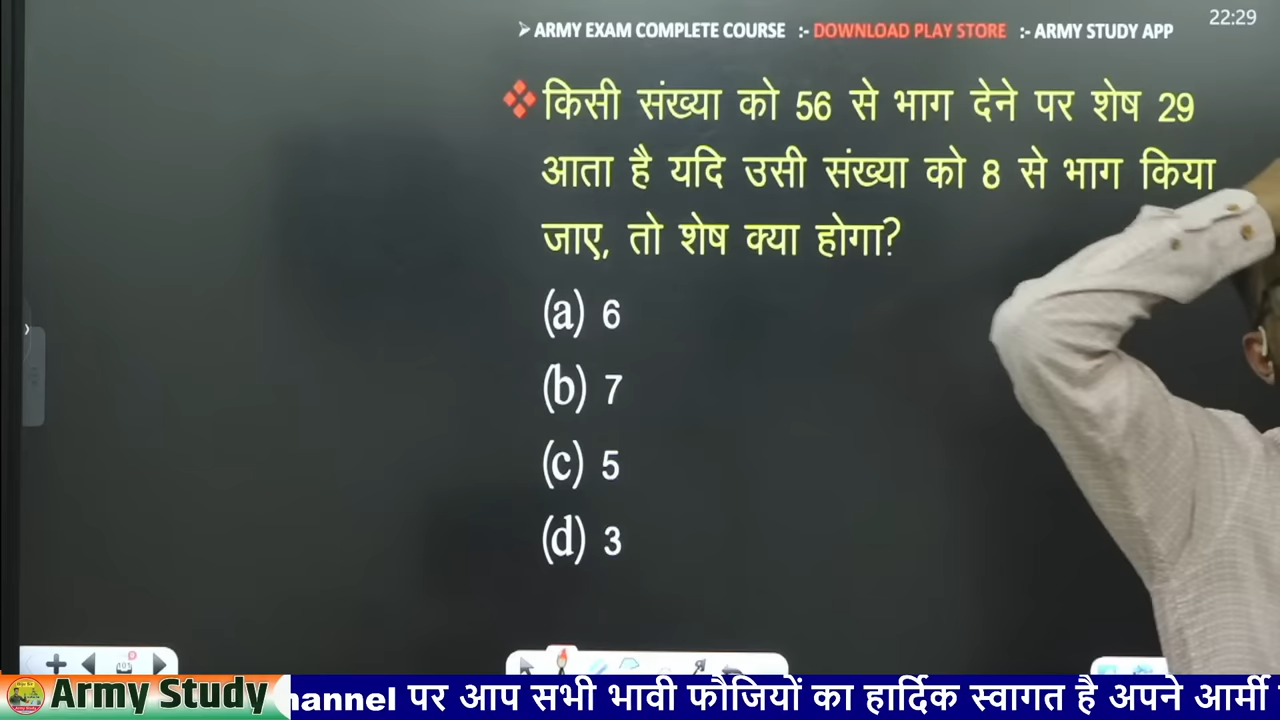 22:29
➢ ARMY EXAM COMPLETE COURSE :- DOWNLOAD PLAY STORE :- ARMY STUDY APP
❖ किसी संख्या को 56 से भाग देने पर शेष 29
आता है यदि उसी संख्या को 8 से भाग किया
जाए, तो शेष क्या होगा?
(a) 6
(b) 7
(c) 5
(d) 3
Army Study hannel पर आप सभी भावी फौजियों का हार्दिक स्वागत है अपने आर्मी